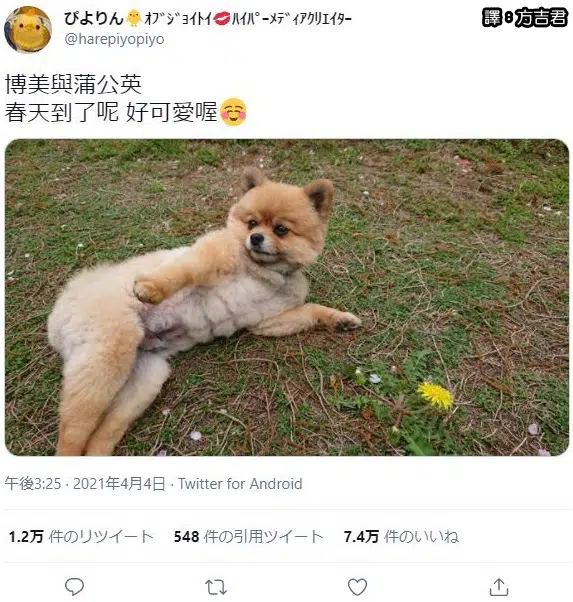 ぴよりん🐥ｵﾌﾞｼﾞｮｲﾄｲ💋ﾊｲﾊﾟｰﾒﾃﾞｨｱｸﾘｴｲﾀｰ
譯:方吉君
@harepiyopiyo
博美與蒲公英
春天到了呢 好可愛喔☺️
午後3:25 · 2021年4月4日 · Twitter for Android
1.2万 件のリツイート 548 件の引用ツイート 7.4万 件のいいね